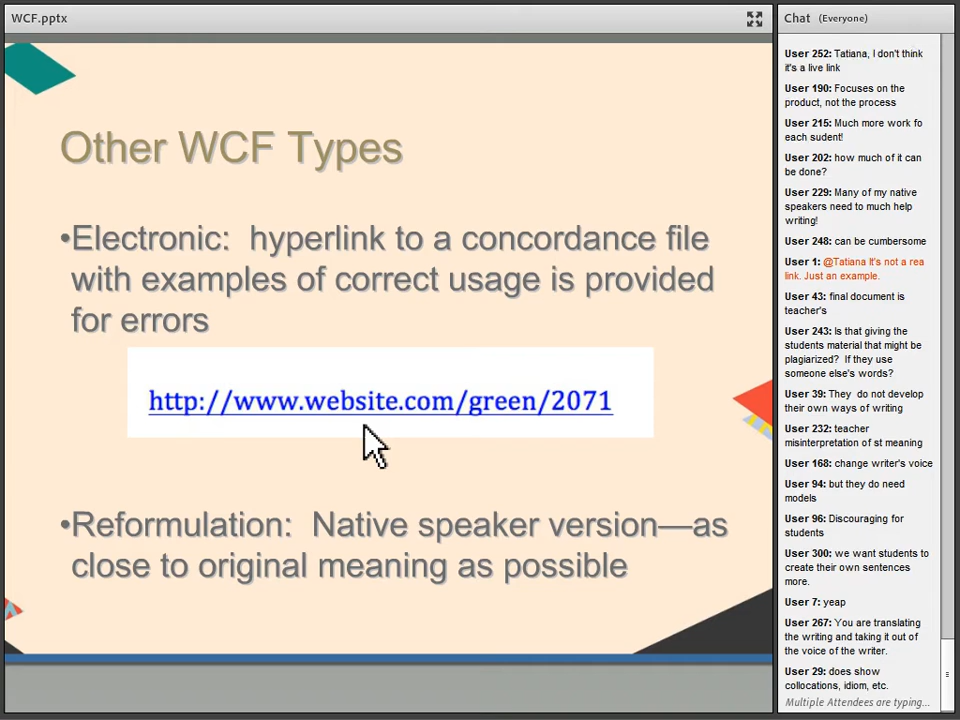 WCF.pptx
Other WCF Types
•Electronic: hyperlink to a concordance file
with examples of correct usage is provided
for errors
http://www.website.com/green/2071
•Reformulation: Native speaker version—as
close to original meaning as possible
Chat (Everyone)
User 252: Tatiana, I don't think
it's a live link
User 190: Focuses on the
product, not the process
User 215: Much more work fo
each sudent!
User 202: how much of it can
be done?
User 229: Many of my native
speakers need to much help
writing!
User 248: can be cumbersome
User 1: @Tatiana It's not a rea
link. Just an example.
User 43: final document is
teacher's
User 243: Is that giving the
students material that might be
plagiarized? If they use
someone else's words?
User 39: They do not develop
their own ways of writing
User 232: teacher
misinterpretation of st meaning
User 168: change writer's voice
User 94: but they do need
models
User 96: Discouraging for
students
User 300: we want students to
create their own sentences
more.
User 7: yeap
User 267: You are translating
the writing and taking it out of
the voice of the writer.
User 29: does show
collocations, idiom, etc.
Multiple Attendees are typing...